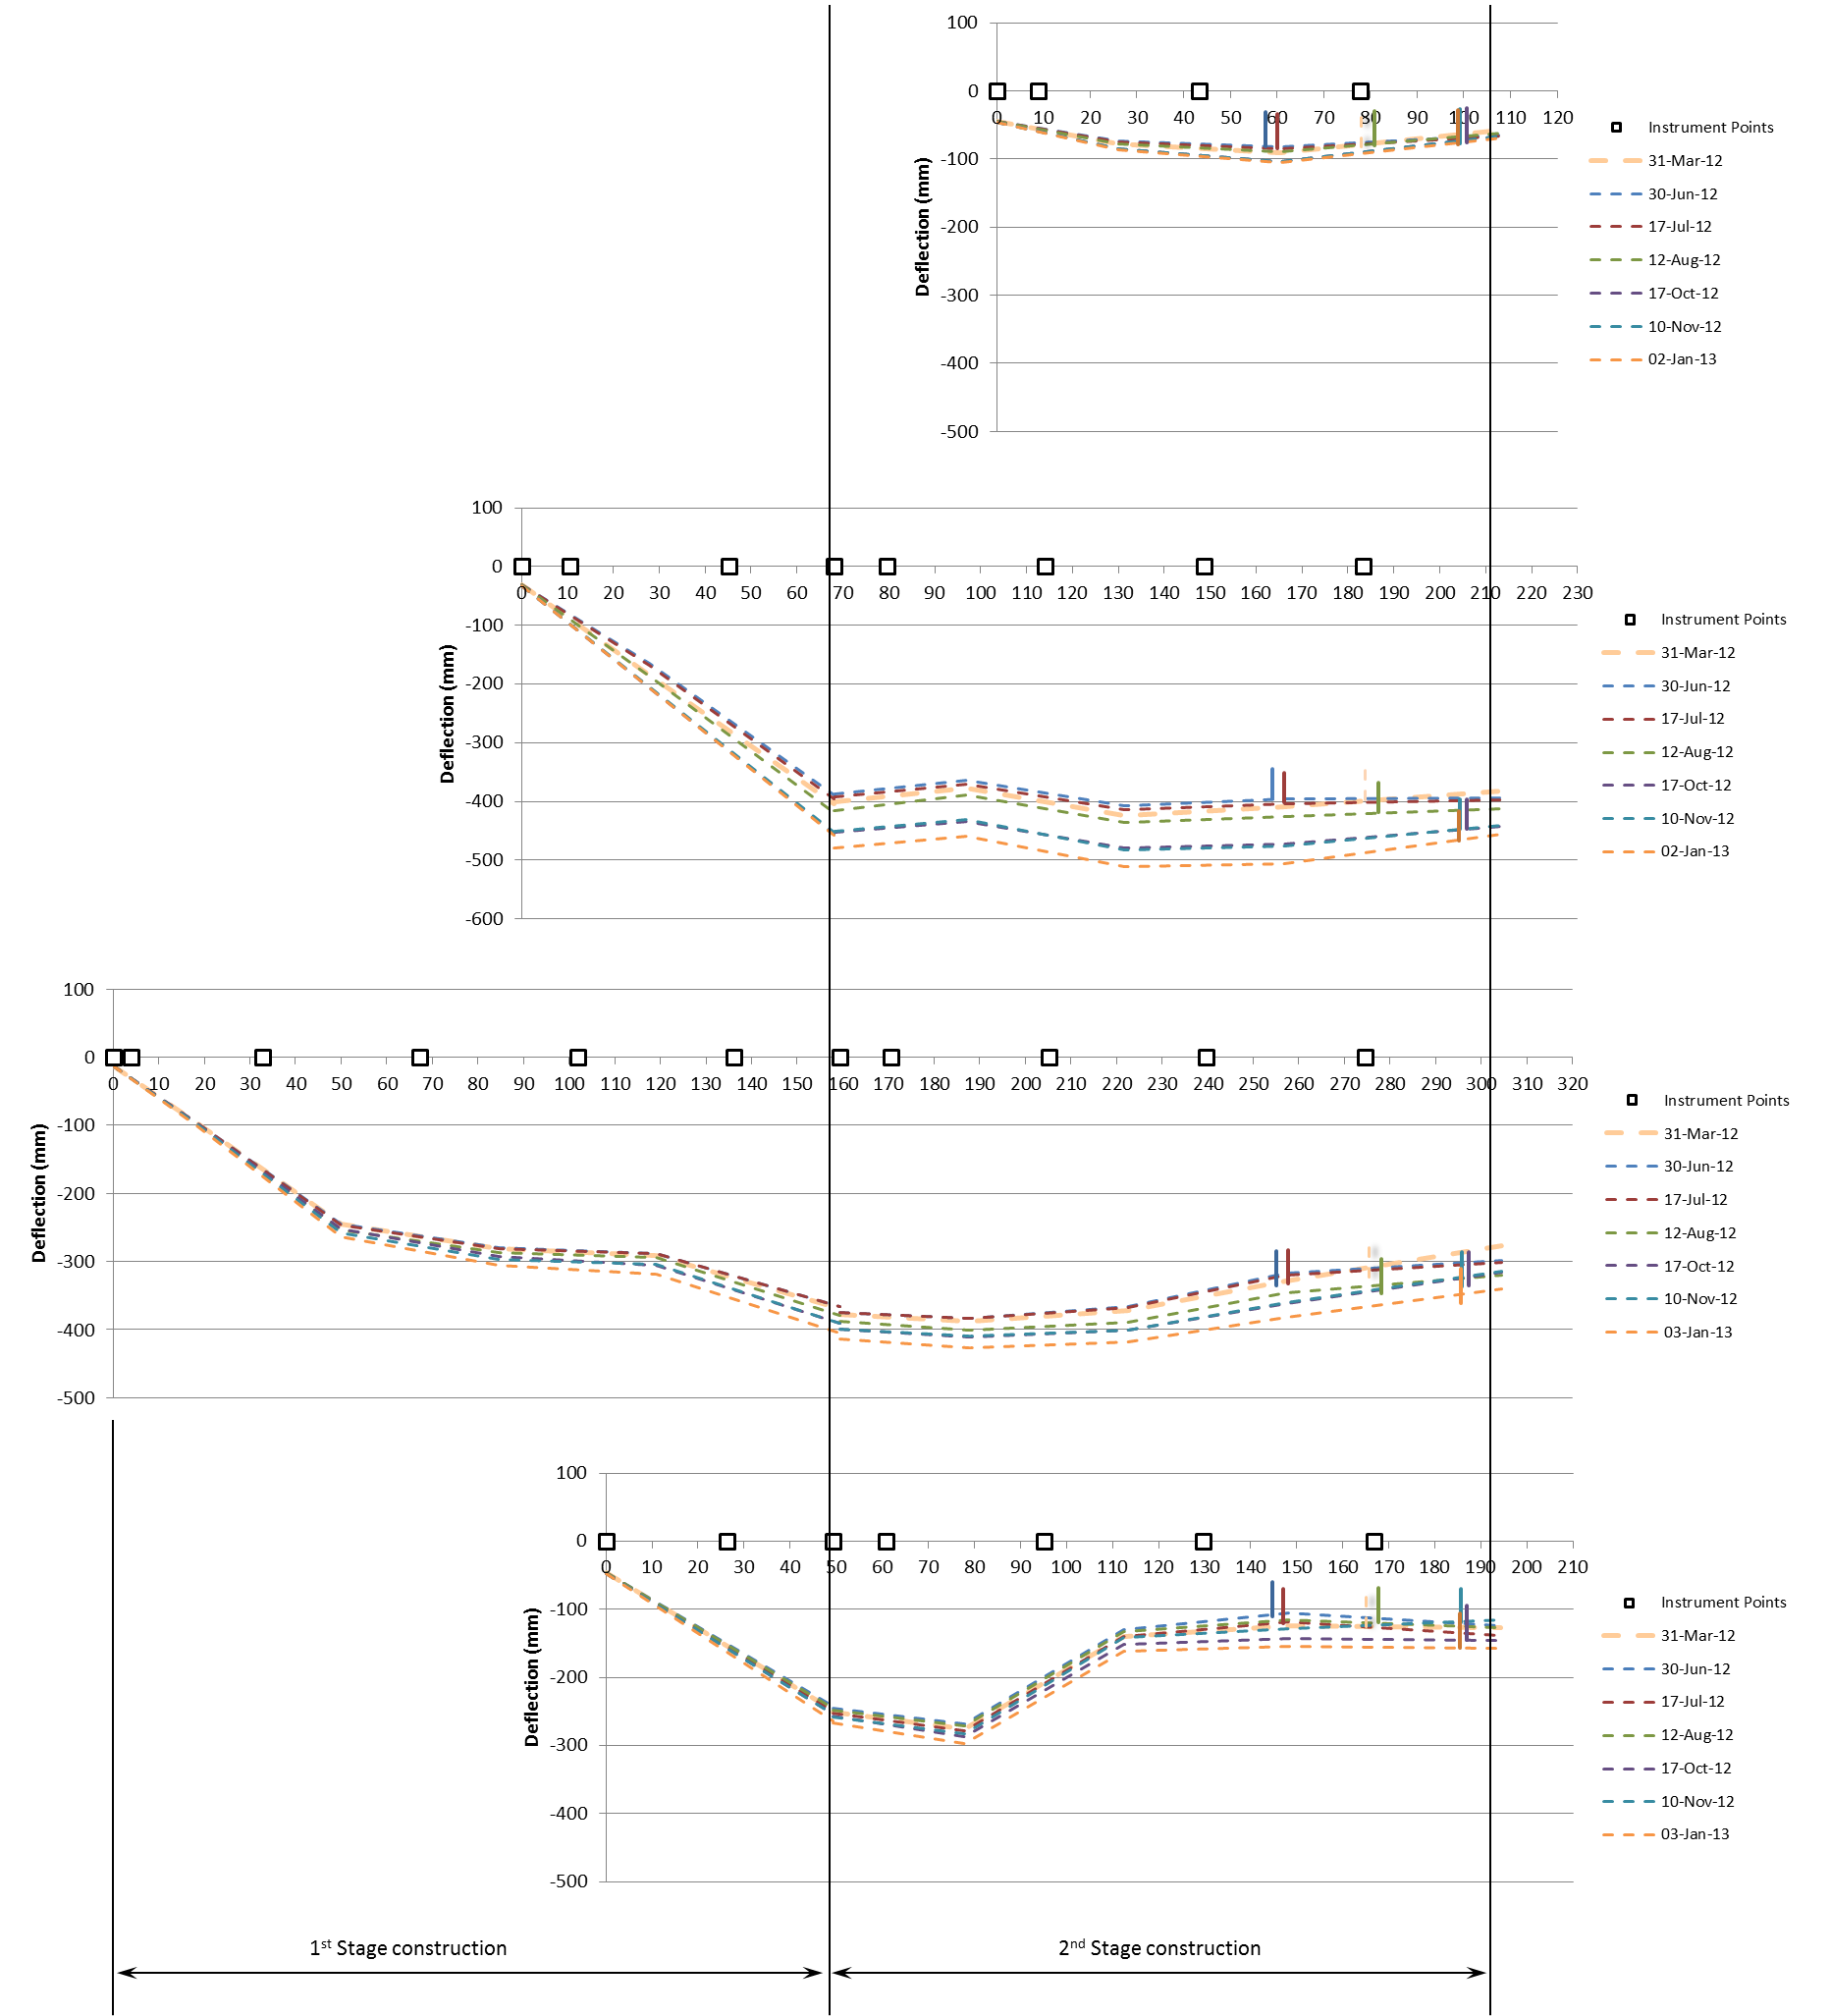 100
0
0 10 20 30 40 50 60 70 80 90 100 110 120
-100
-200
-300
-400
-500
Deflection (mm)
Instrument Points
31-Mar-12
30-Jun-12
17-Jul-12
12-Aug-12
17-Oct-12
10-Nov-12
02-Jan-13
100
0
0 10 20 30 40 50 60 70 80 90 100 110 120 130 140 150 160 170 180 190 200 210 220 230
-100
-200
-300
-400
-500
-600
Deflection (mm)
Instrument Points
31-Mar-12
30-Jun-12
17-Jul-12
12-Aug-12
17-Oct-12
10-Nov-12
02-Jan-13
100
0
0 10 20 30 40 50 60 70 80 90 100 110 120 130 140 150 160 170 180 190 200 210 220 230 240 250 260 270 280 290 300 310 320
-100
-200
-300
-400
-500
Deflection (mm)
Instrument Points
31-Mar-12
30-Jun-12
17-Jul-12
12-Aug-12
17-Oct-12
10-Nov-12
03-Jan-13
100
0
0 10 20 30 40 50 60 70 80 90 100 110 120 130 140 150 160 170 180 190 200 210
-100
-200
-300
-400
-500
Deflection (mm)
Instrument Points
31-Mar-12
30-Jun-12
17-Jul-12
12-Aug-12
17-Oct-12
10-Nov-12
03-Jan-13
1st Stage construction
2nd Stage construction